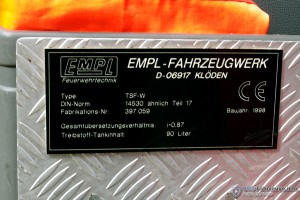 EMPL
Feuerwehrtechnik
EMPL-FAHRZEUGWERK
D-06917 KLÖDEN
Type TSF-W
DIN-Norm 14530 ähnlich Teil 17
Fabrikations-Nr. 397.059
CE
Baujahr: 1998
Gesamtübersetzungsverhältnis: i=0.87
Treibstoff-Tankinhalt: 90 Liter